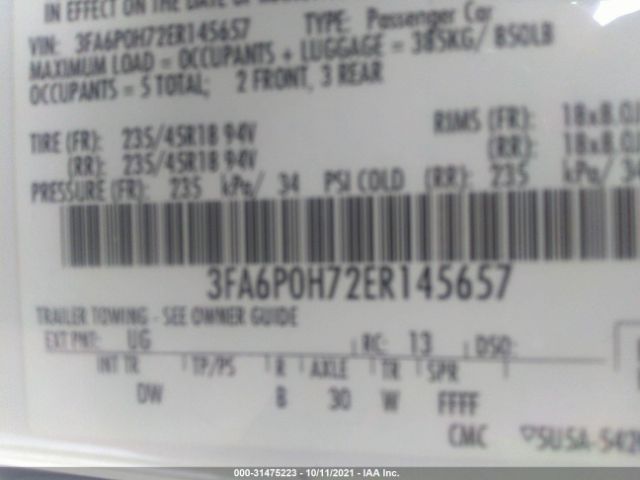 IN EFFECT ON THE DATE OF
VIN: 3FA6P0H72ER145657 TYPE: Passenger Car
MAXIMUM LOAD = OCCUPANTS + LUGGAGE = 385KG/ 850LB
OCCUPANTS = 5 TOTAL; 2 FRONT, 3 REAR
TIRE (FR): 235/45R18 94V RIMS (FR): 18x8.0J
(RR): 235/45R18 94V (RR): 18x8.0J
PRESSURE (FR): 235 kPa/ 34 PSI COLD (RR): 235 kPa/ 34
3FA6P0H72ER145657
TRAILER TOWING - SEE OWNER GUIDE
EXT PNT: UG RC: 13 DSO:
INT TR TP/PS R AXLE TR SPR
DW B 30 W FFFF
CMC
000-31475223 - 10/11/2021 - IAA Inc.